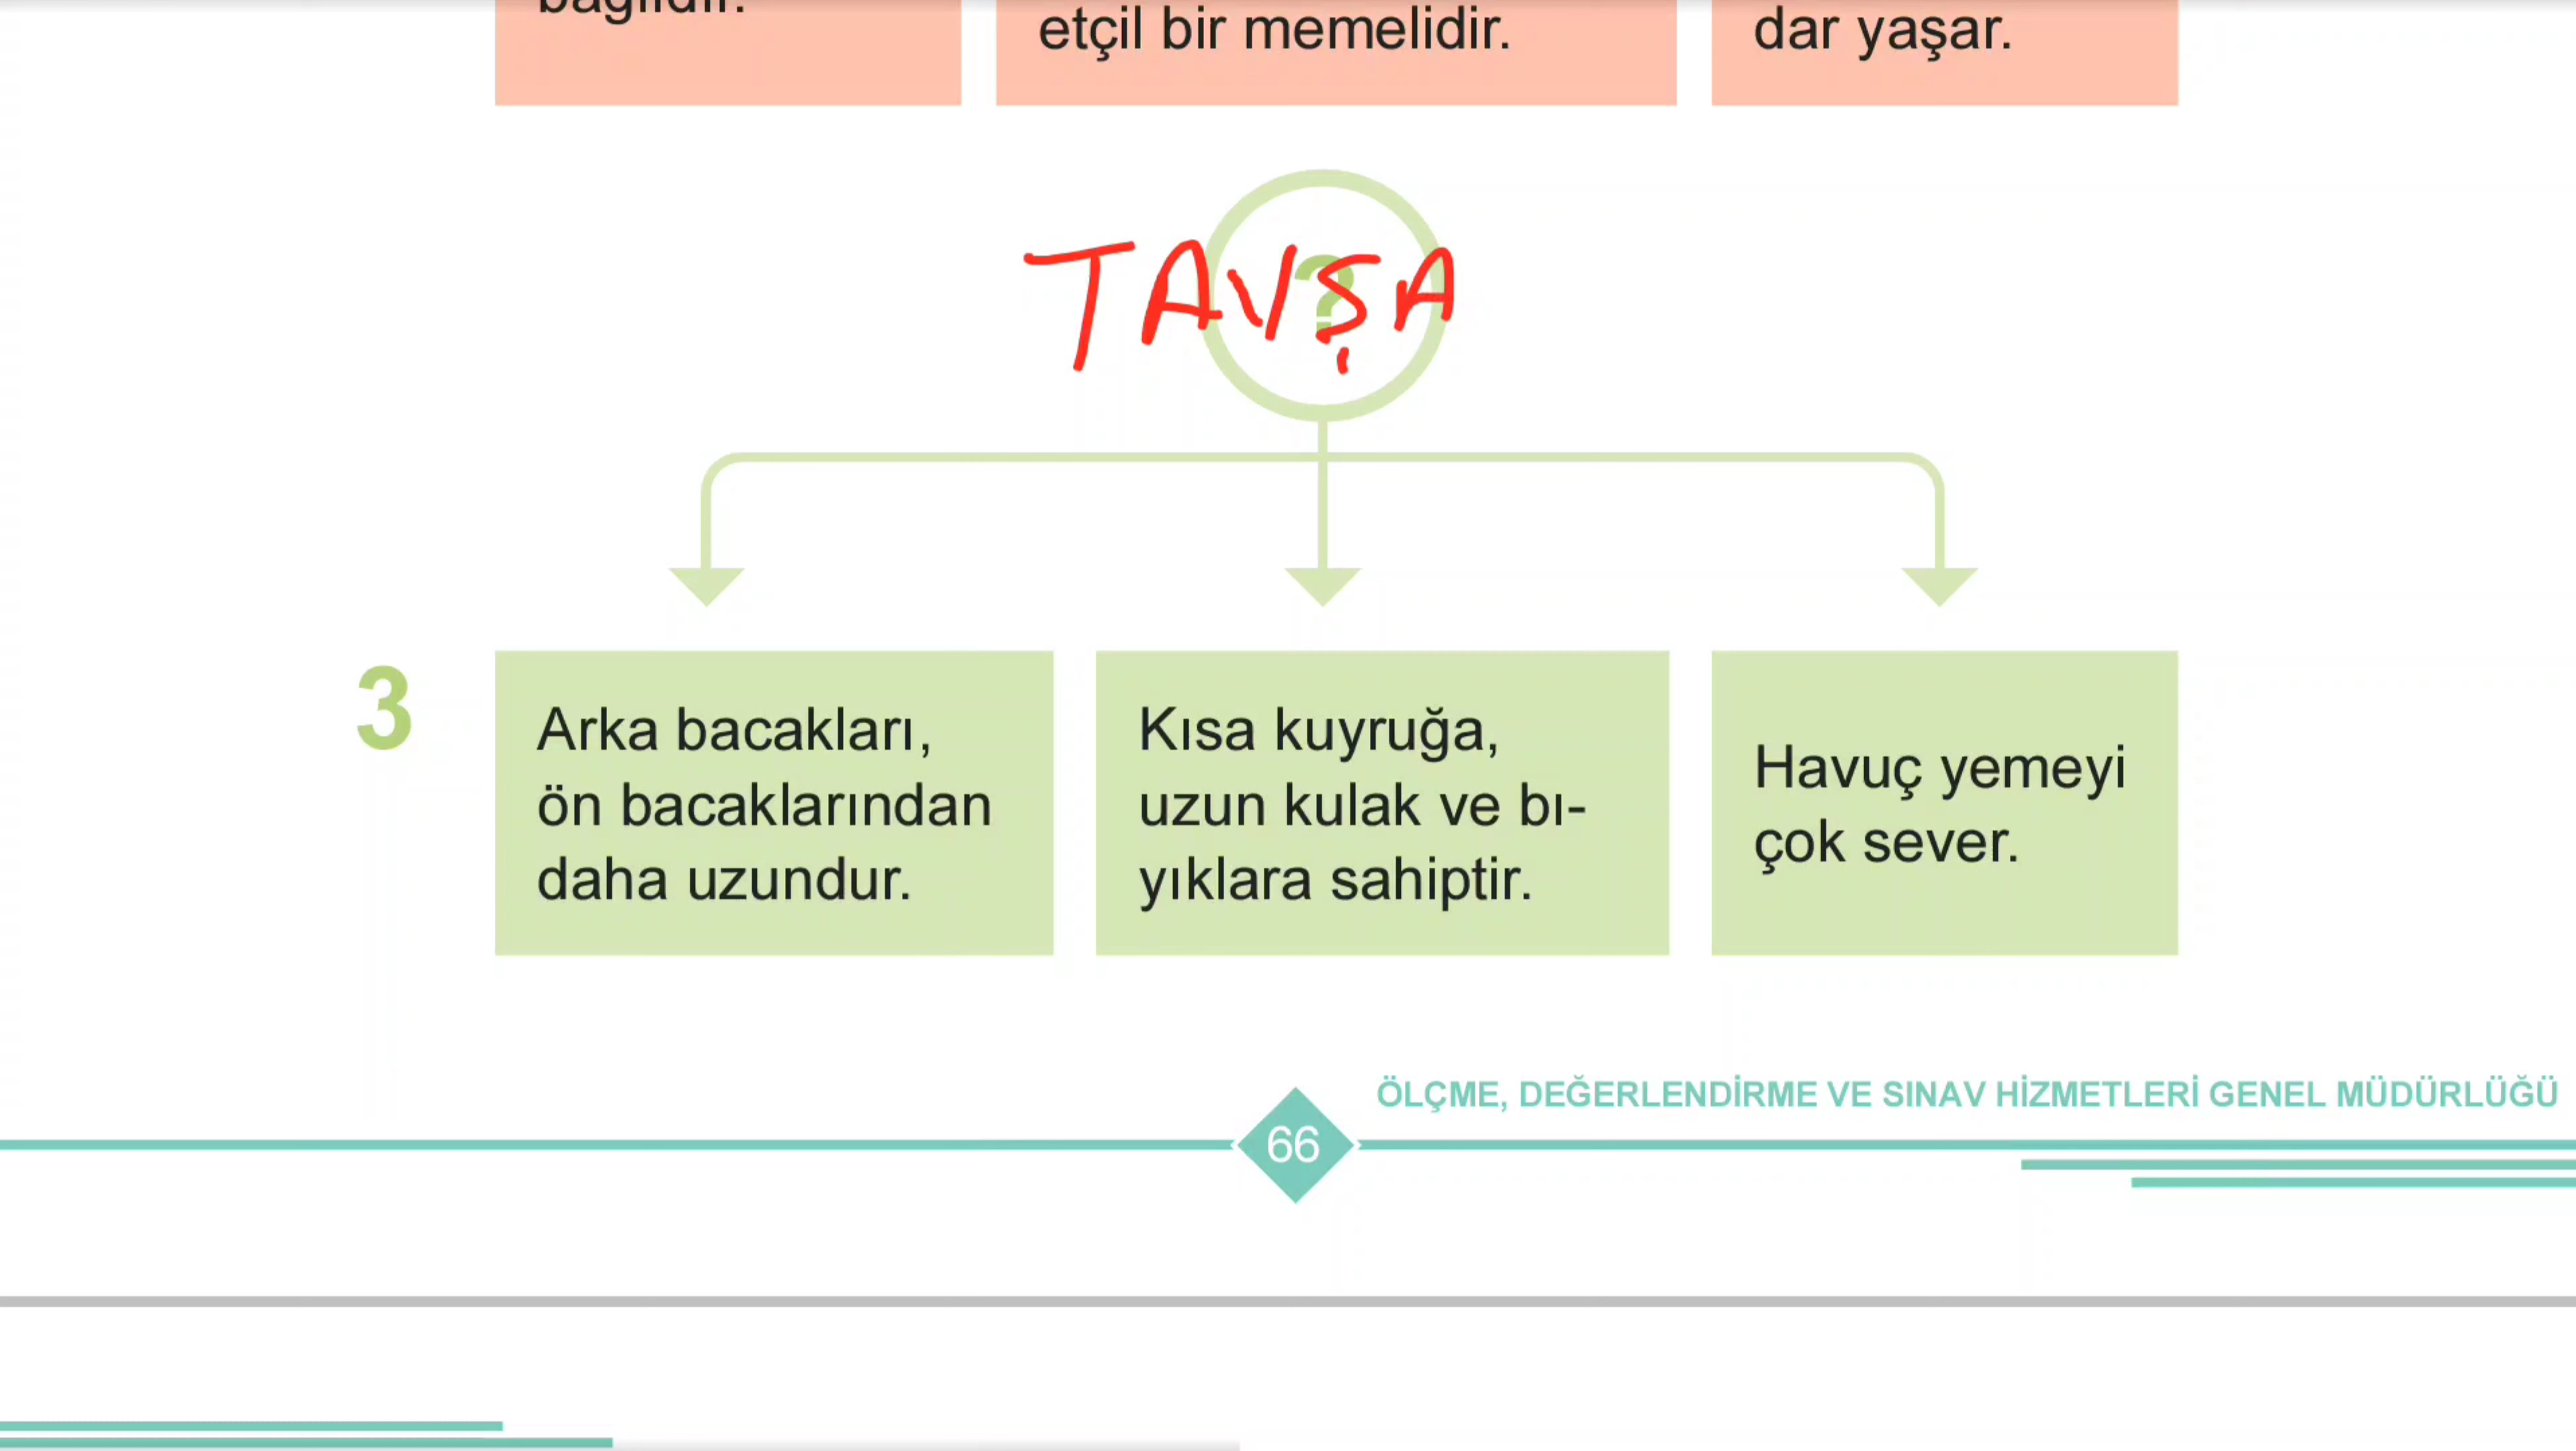 bağlıdır.
etçil bir memelidir.
dar yaşar.
TAVŞA
?
3
Arka bacakları,
ön bacaklarından
daha uzundur.
Kısa kuyruğa,
uzun kulak ve bı-
yıklara sahiptir.
Havuç yemeyi
çok sever.
ÖLÇME, DEĞERLENDİRME VE SINAV HİZMETLERİ GENEL MÜDÜRLÜĞÜ
66